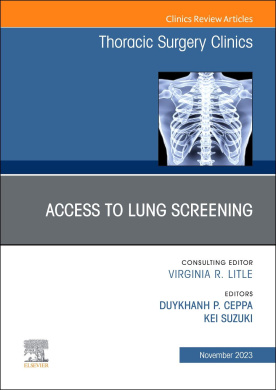 Clinics Review Articles
Thoracic Surgery Clinics
ACCESS TO LUNG SCREENING
CONSULTING EDITOR
VIRGINIA R. LITLE
EDITORS
DUYKHANH P. CEPPA
KEI SUZUKI
ELSEVIER
November 2023